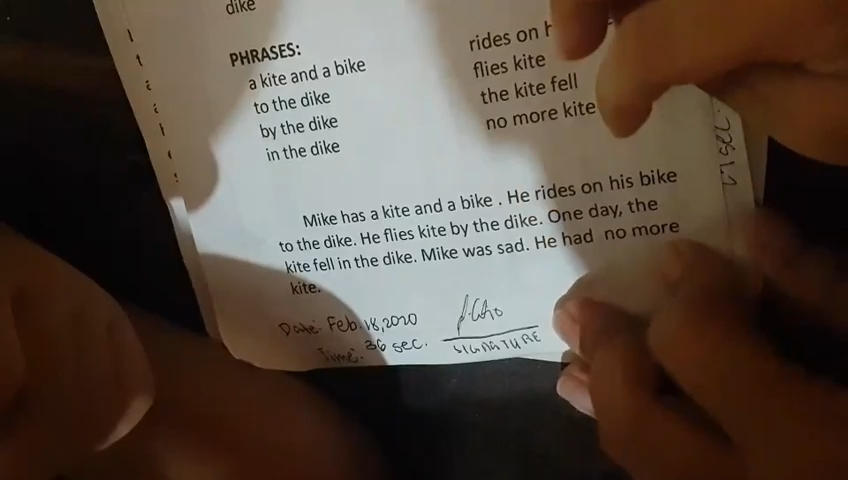 dike
PHRASES:
a kite and a bike
to the dike
by the dike
in the dike
rides on
flies kite
the kite fell
no more kite
Mike has a kite and a bike . He rides on his bike
to the dike. He flies kite by the dike. One day, the
kite fell in the dike. Mike was sad. He had no more
kite.
Date: Feb. 18, 2020
Time: 36 sec.
SIGNATURE
sec.